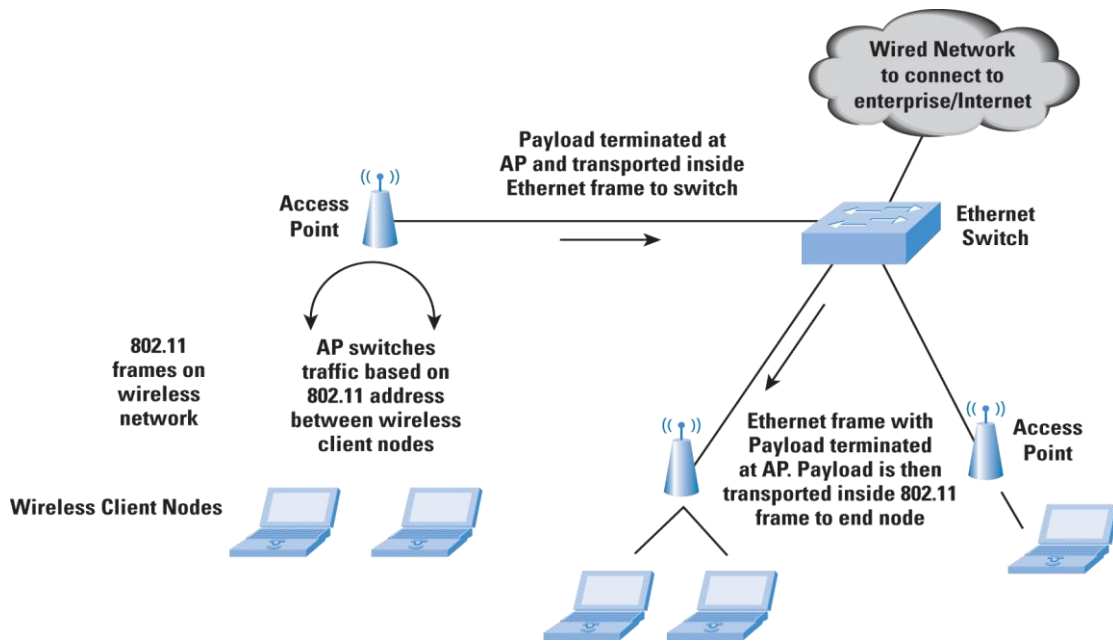 Wired Network
to connect to
enterprise/Internet
Payload terminated at
AP and transported inside
Ethernet frame to switch
Access
Point
Ethernet
Switch
802.11
frames on
wireless
network
AP switches
traffic based on
802.11 address
between wireless
client nodes
Ethernet frame with
Payload terminated
at AP. Payload is then
transported inside 802.11
frame to end node
Access
Point
Wireless Client Nodes